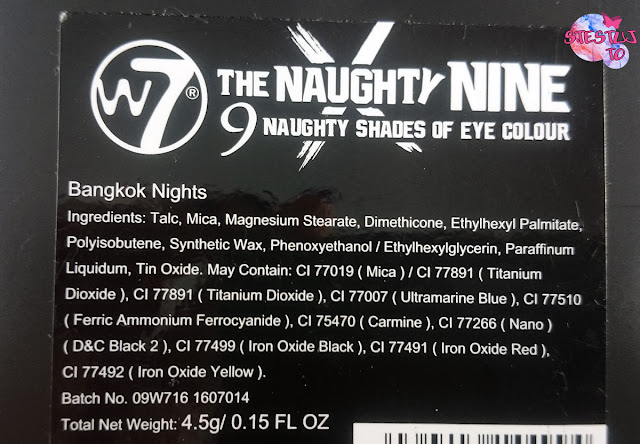 SJESTZUJ
TO
W7®
THE NAUGHTY NINE
9 NAUGHTY SHADES OF EYE COLOUR
Bangkok Nights
Ingredients: Talc, Mica, Magnesium Stearate, Dimethicone, Ethylhexyl Palmitate,
Polyisobutene, Synthetic Wax, Phenoxyethanol / Ethylhexylglycerin, Paraffinum
Liquidum, Tin Oxide. May Contain: CI 77019 ( Mica ) / CI 77891 ( Titanium
Dioxide ), CI 77891 ( Titanium Dioxide ), CI 77007 ( Ultramarine Blue ), CI 77510
( Ferric Ammonium Ferrocyanide ), CI 75470 ( Carmine ), CI 77266 ( Nano )
( D&C Black 2 ), CI 77499 ( Iron Oxide Black ), CI 77491 ( Iron Oxide Red ),
CI 77492 ( Iron Oxide Yellow ).
Batch No. 09W716 1607014
Total Net Weight: 4.5g/ 0.15 FL OZ